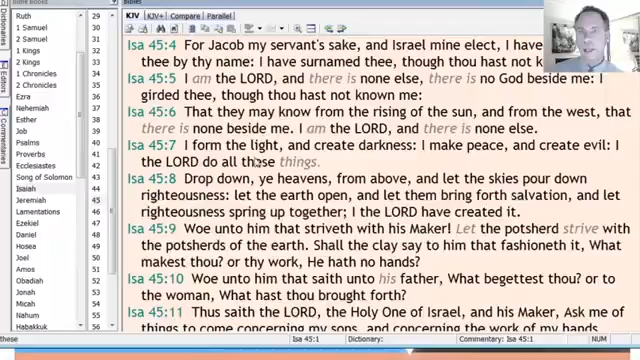 Bible Books
Bibles
KJV KJV+ Compare Parallel
Ruth
1 Samuel
2 Samuel
1 Kings
2 Kings
1 Chronicles
2 Chronicles
Ezra
Nehemiah
Esther
Job
Psalms
Proverbs
Ecclesiastes
Song of Solomon
Isaiah
Jeremiah
Lamentations
Ezekiel
Daniel
Hosea
Joel
Amos
Obadiah
Jonah
Micah
Nahum
Habakkuk
29
30
31
32
33
34
35
36
37
38
39
40
41
42
43
44
45
46
47
48
49
50
51
52
53
54
55
56
Dictionaries
Editors
Commentaries
Isa 45:4 For Jacob my servant's sake, and Israel mine elect, I have
thee by thy name: I have surnamed thee, though thou hast not k
Isa 45:5 I am the LORD, and there is none else, there is no God beside me: I
girded thee, though thou hast not known me:
Isa 45:6 That they may know from the rising of the sun, and from the west, that
there is none beside me. I am the LORD, and there is none else.
Isa 45:7 I form the light, and create darkness: I make peace, and create evil: I
the LORD do all these things.
Isa 45:8 Drop down, ye heavens, from above, and let the skies pour down
righteousness: let the earth open, and let them bring forth salvation, and let
righteousness spring up together; I the LORD have created it.
Isa 45:9 Woe unto him that striveth with his Maker! Let the potsherd strive with
the potsherds of the earth. Shall the clay say to him that fashioneth it, What
makest thou? or thy work, He hath no hands?
Isa 45:10 Woe unto him that saith unto his father, What begettest thou? or to
the woman, What hast thou brought forth?
Isa 45:11 Thus saith the LORD, the Holy One of Israel, and his Maker, Ask me of
things to come concerning my sons, and concerning the work of my hands
these
Isa 45:1 Dictionary: Commentary: Isa 45:1